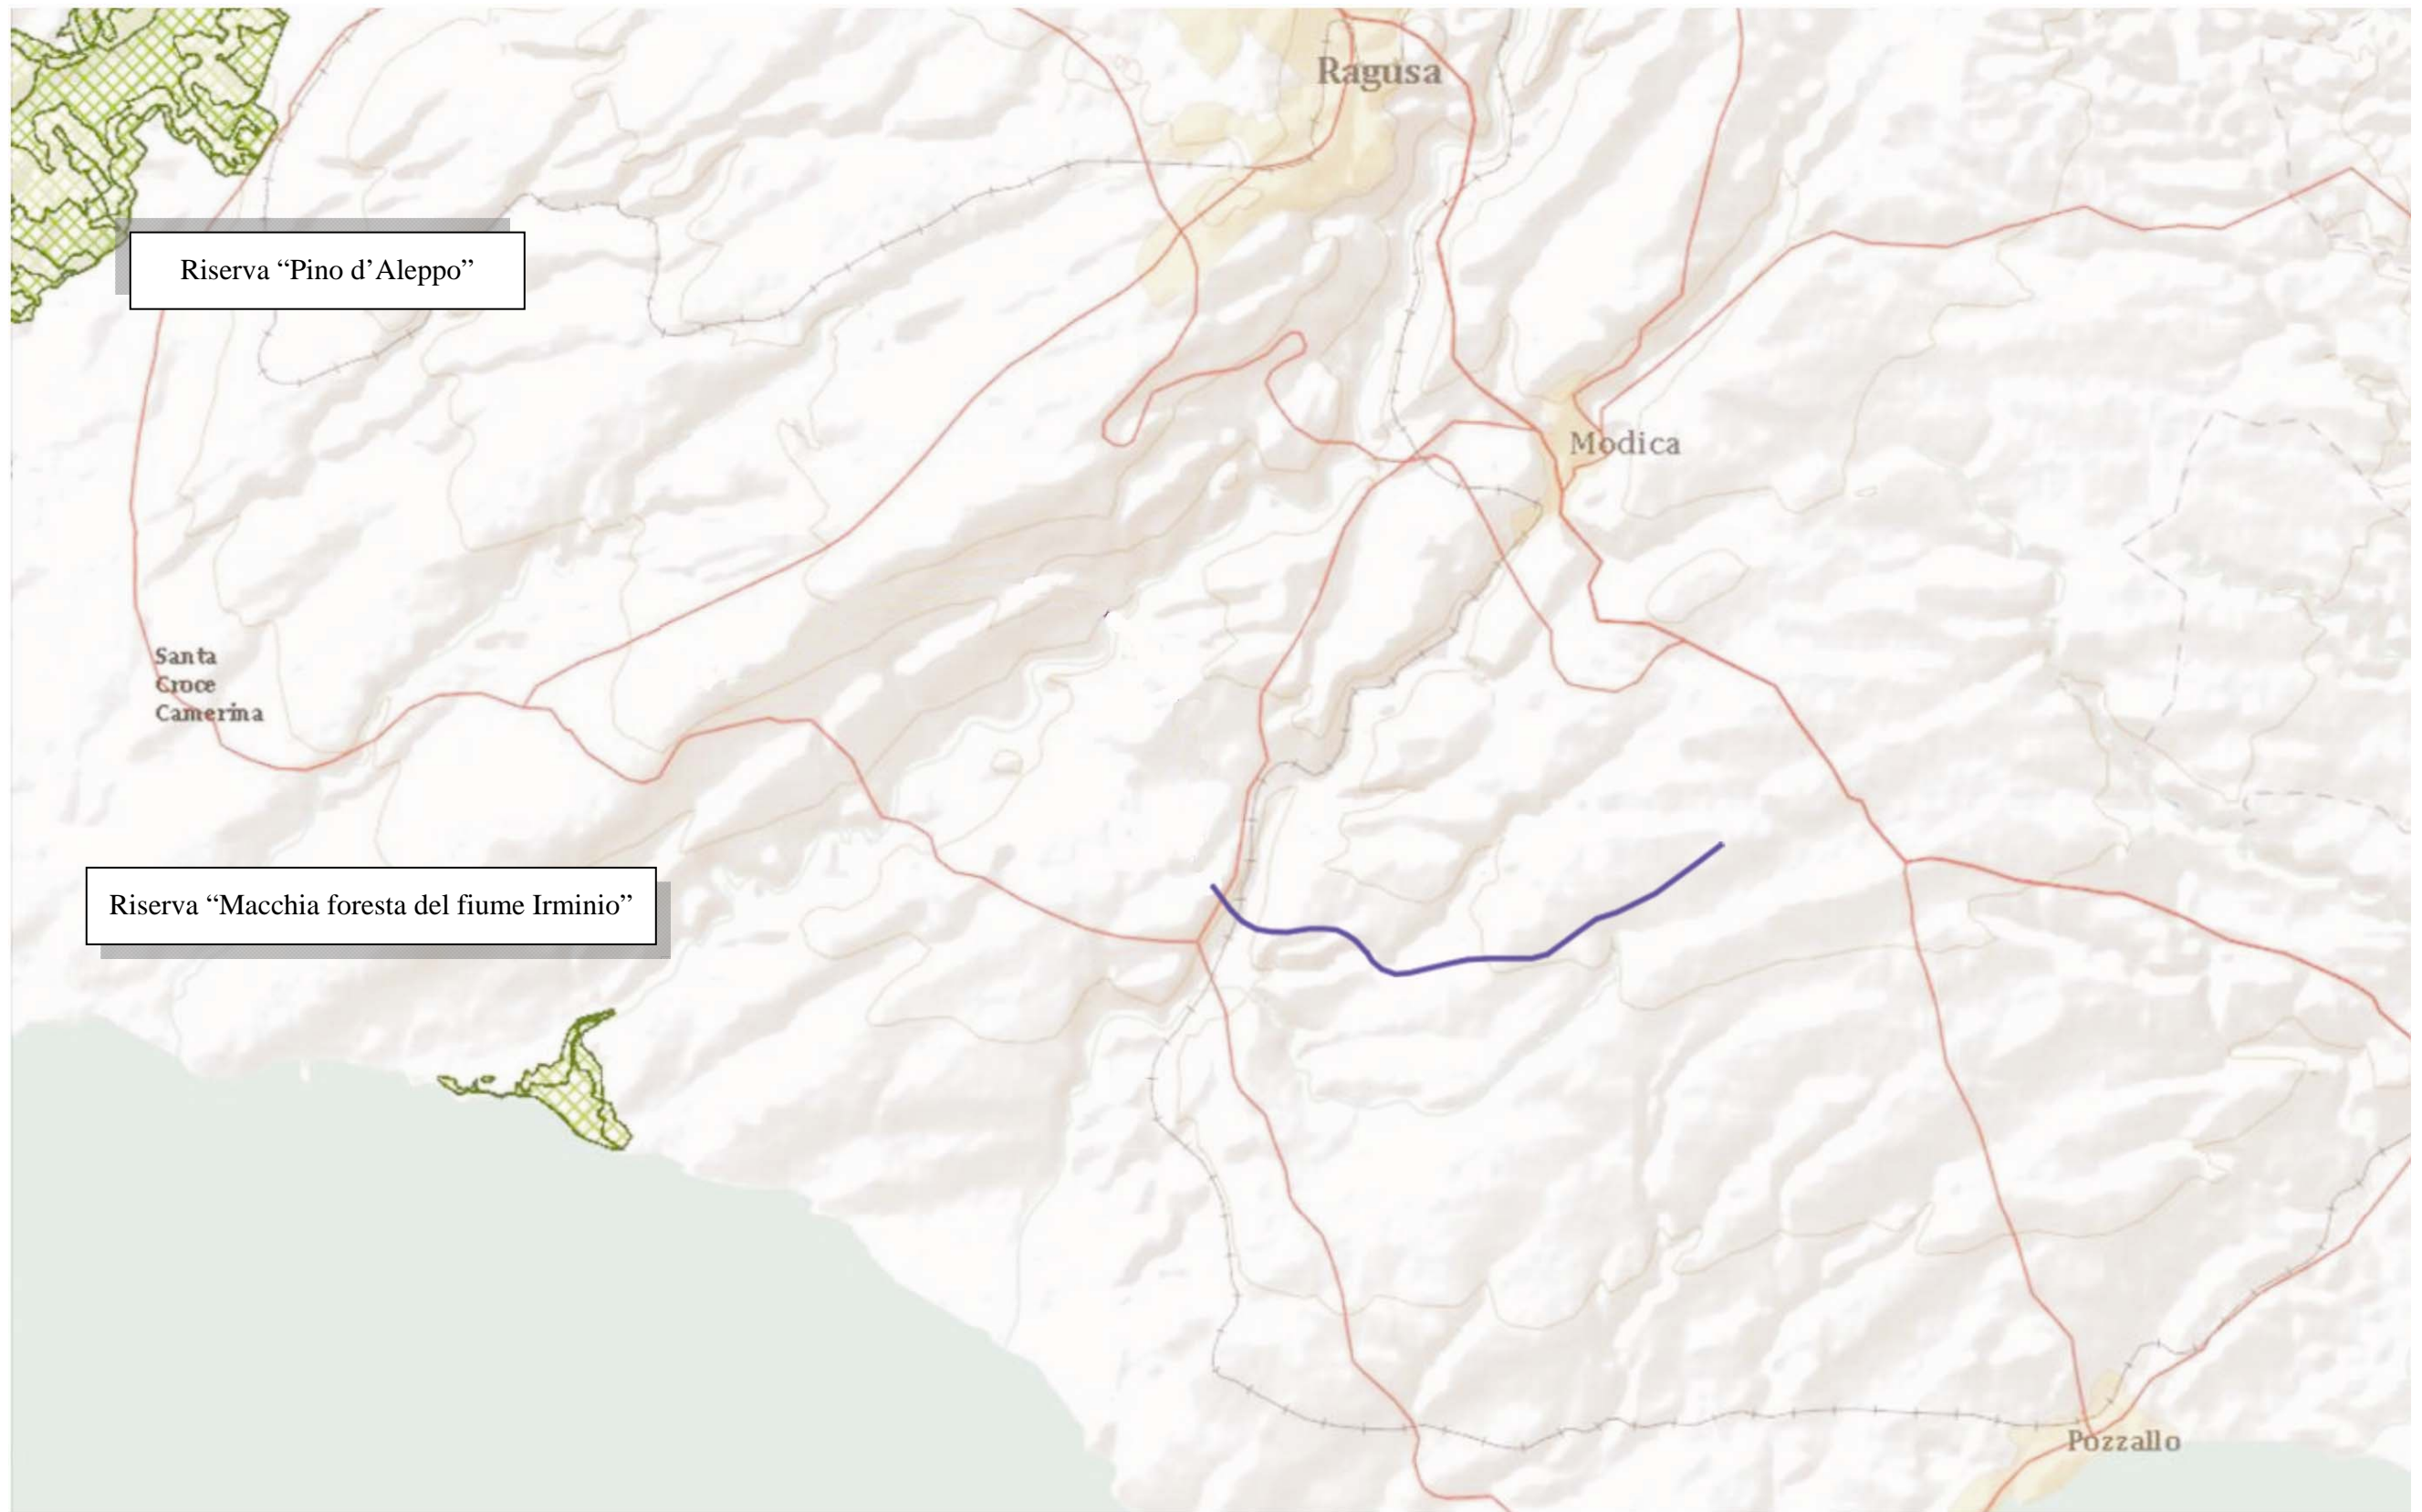 Ragusa
Riserva “Pino d’Aleppo”
Modica
Santa
Croce
Camerina
Riserva “Macchia foresta del fiume Irminio”
Pozzallo